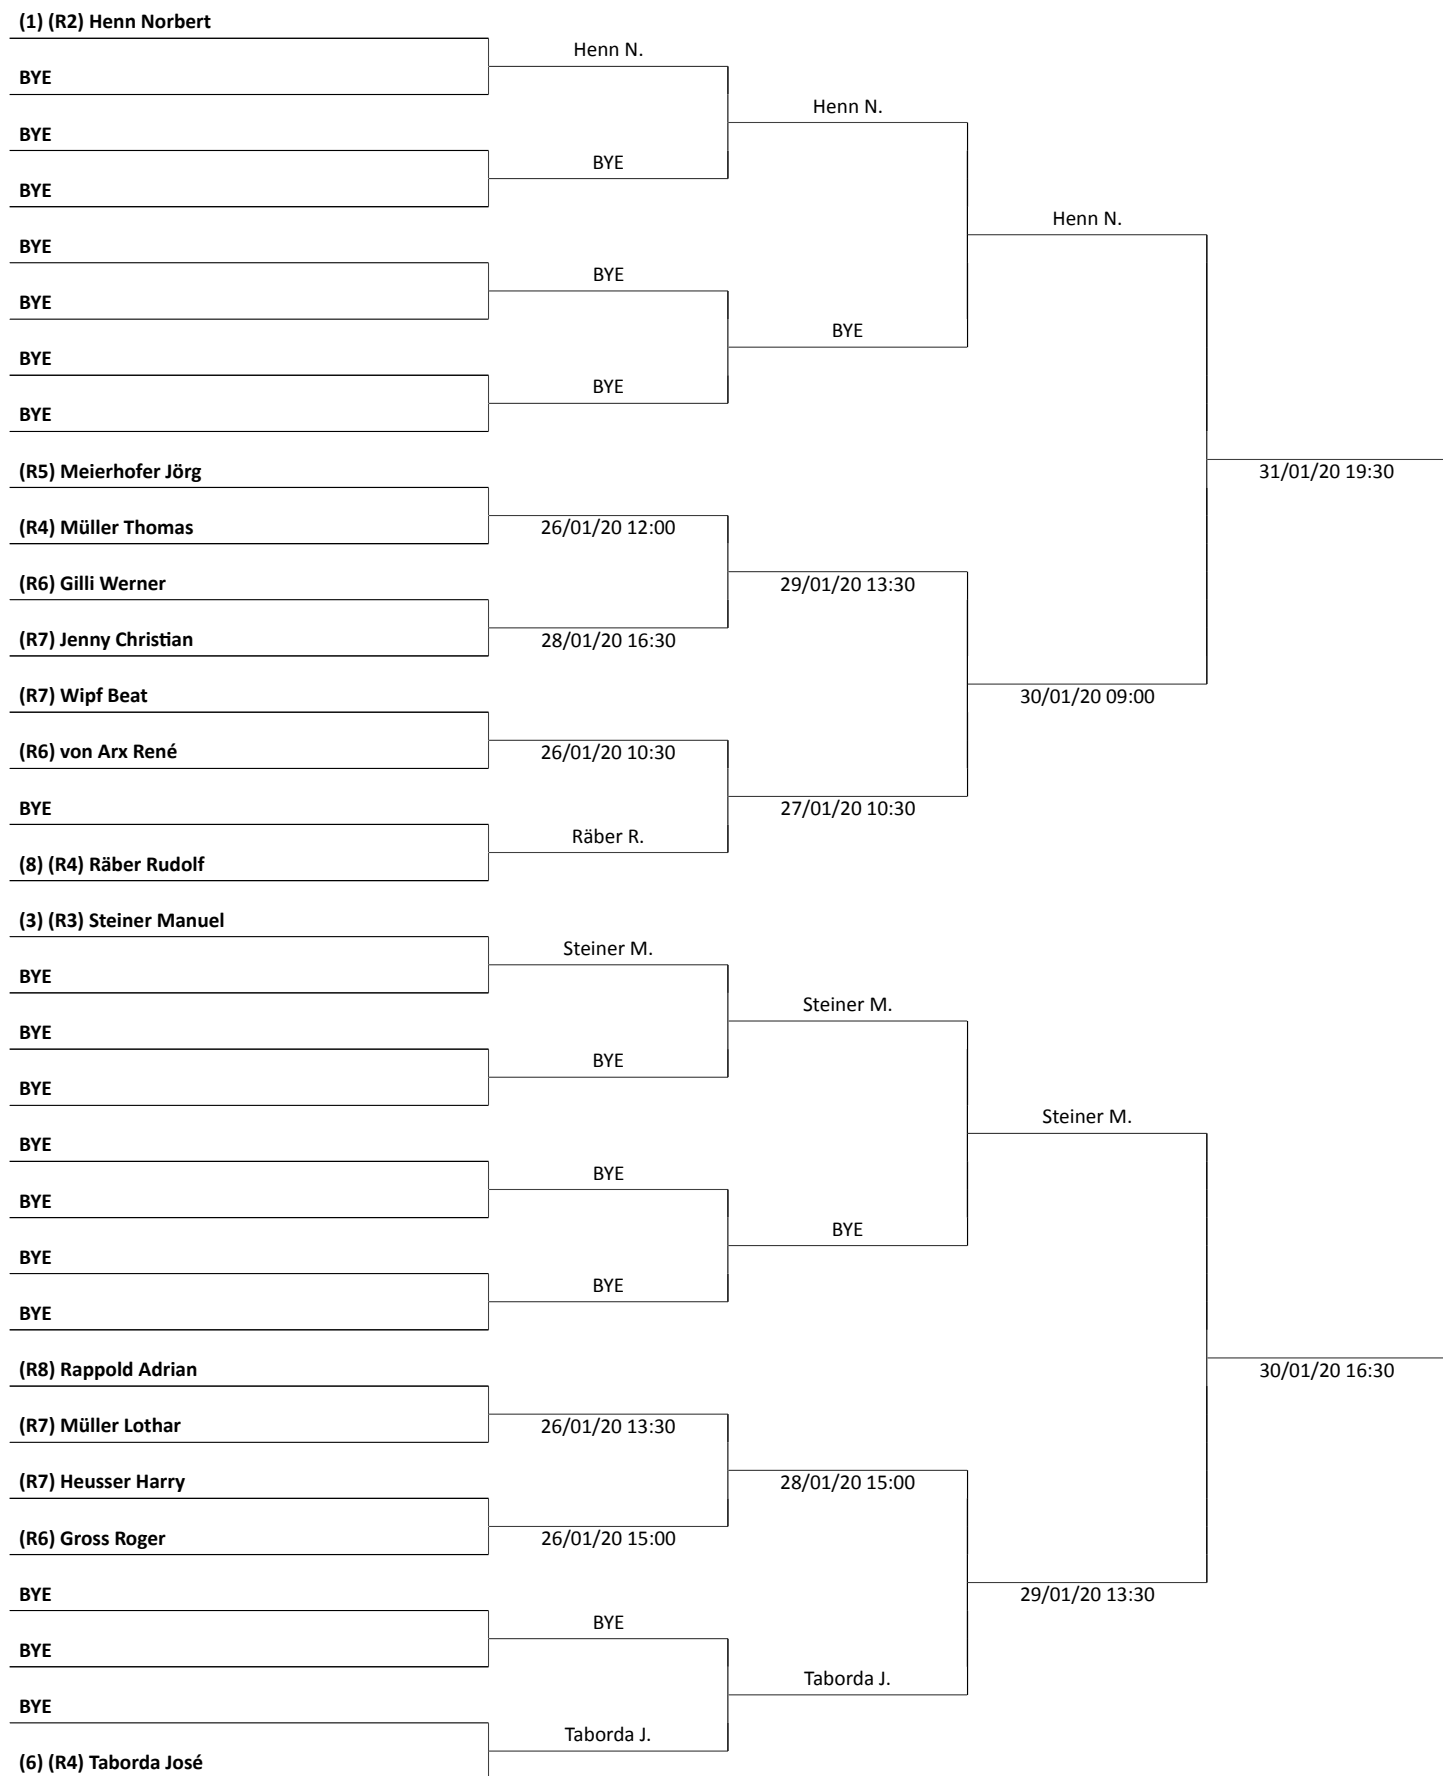 (1) (R2) Henn Norbert
Henn N.
BYE
Henn N.
BYE
BYE
BYE
Henn N.
BYE
BYE
BYE
BYE
BYE
BYE
BYE
(R5) Meierhofer Jörg
31/01/20 19:30
(R4) Müller Thomas
26/01/20 12:00
(R6) Gilli Werner
29/01/20 13:30
(R7) Jenny Christian
28/01/20 16:30
(R7) Wipf Beat
30/01/20 09:00
(R6) von Arx René
26/01/20 10:30
BYE
27/01/20 10:30
Räber R.
(8) (R4) Räber Rudolf
(3) (R3) Steiner Manuel
Steiner M.
BYE
Steiner M.
BYE
BYE
BYE
Steiner M.
BYE
BYE
BYE
BYE
BYE
BYE
BYE
(R8) Rappold Adrian
30/01/20 16:30
(R7) Müller Lothar
26/01/20 13:30
(R7) Heusser Harry
28/01/20 15:00
(R6) Gross Roger
26/01/20 15:00
BYE
29/01/20 13:30
BYE
BYE
Taborda J.
BYE
Taborda J.
(6) (R4) Taborda José